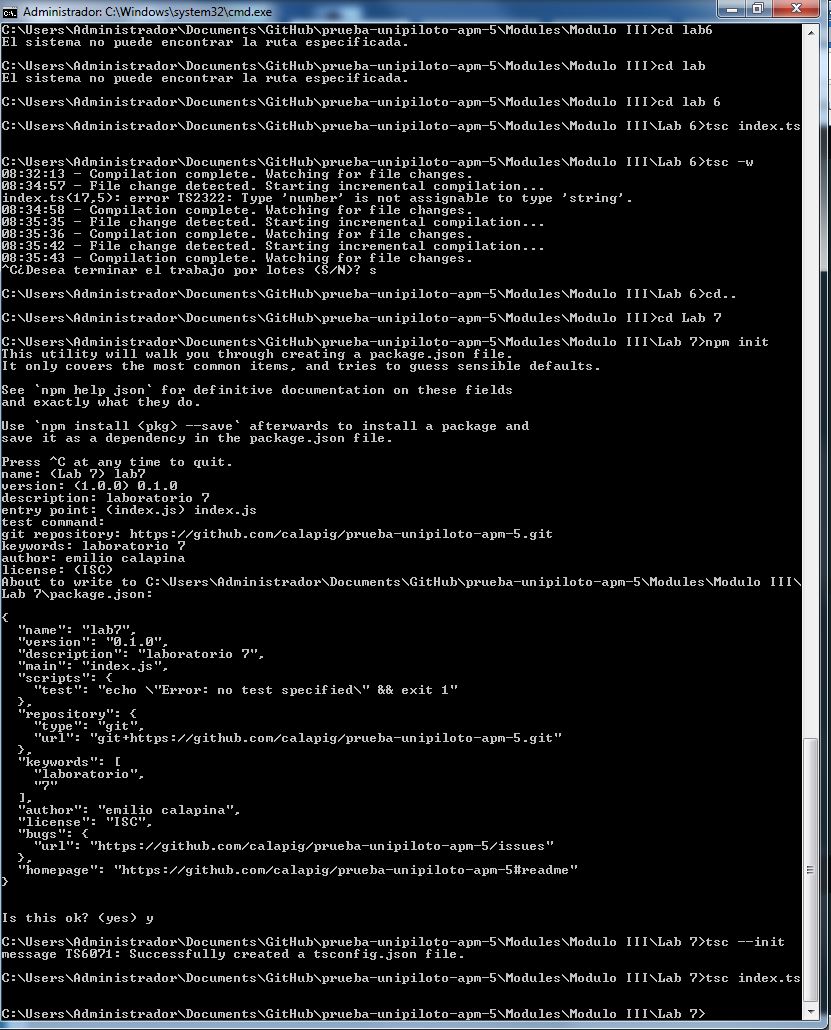 Administrador: C:\Windows\system32\cmd.exe
C:\Users\Administrador\Documents\GitHub\prueba-unipiloto-apm-5\Modules\Modulo III>cd lab6
El sistema no puede encontrar la ruta especificada.
C:\Users\Administrador\Documents\GitHub\prueba-unipiloto-apm-5\Modules\Modulo III>cd lab
El sistema no puede encontrar la ruta especificada.
C:\Users\Administrador\Documents\GitHub\prueba-unipiloto-apm-5\Modules\Modulo III>cd lab 6
C:\Users\Administrador\Documents\GitHub\prueba-unipiloto-apm-5\Modules\Modulo III\Lab 6>tsc index.ts
C:\Users\Administrador\Documents\GitHub\prueba-unipiloto-apm-5\Modules\Modulo III\Lab 6>tsc -w
08:32:13 - Compilation complete. Watching for file changes.
08:34:57 - File change detected. Starting incremental compilation...
index.ts(17,5): error TS2322: Type 'number' is not assignable to type 'string'.
08:34:58 - Compilation complete. Watching for file changes.
08:35:35 - File change detected. Starting incremental compilation...
08:35:36 - Compilation complete. Watching for file changes.
08:35:42 - File change detected. Starting incremental compilation...
08:35:43 - Compilation complete. Watching for file changes.
^C¿Desea terminar el trabajo por lotes (S/N)? s
C:\Users\Administrador\Documents\GitHub\prueba-unipiloto-apm-5\Modules\Modulo III\Lab 6>cd..
C:\Users\Administrador\Documents\GitHub\prueba-unipiloto-apm-5\Modules\Modulo III>cd Lab 7
C:\Users\Administrador\Documents\GitHub\prueba-unipiloto-apm-5\Modules\Modulo III\Lab 7>npm init
This utility will walk you through creating a package.json file.
It only covers the most common items, and tries to guess sensible defaults.
See `npm help json` for definitive documentation on these fields
and exactly what they do.
Use `npm install <pkg> --save` afterwards to install a package and
save it as a dependency in the package.json file.
Press ^C at any time to quit.
name: (Lab 7) lab7
version: (1.0.0) 0.1.0
description: laboratorio 7
entry point: (index.js) index.js
test command:
git repository: https://github.com/calapig/prueba-unipiloto-apm-5.git
keywords: laboratorio 7
author: emilio calapina
license: (ISC)
About to write to C:\Users\Administrador\Documents\GitHub\prueba-unipiloto-apm-5\Modules\Modulo III\
Lab 7\package.json:
{
"name": "lab7",
"version": "0.1.0",
"description": "laboratorio 7",
"main": "index.js",
"scripts": {
"test": "echo \"Error: no test specified\" && exit 1"
},
"repository": {
"type": "git",
"url": "git+https://github.com/calapig/prueba-unipiloto-apm-5.git"
},
"keywords": [
"laboratorio",
"7"
],
"author": "emilio calapina",
"license": "ISC",
"bugs": {
"url": "https://github.com/calapig/prueba-unipiloto-apm-5/issues"
},
"homepage": "https://github.com/calapig/prueba-unipiloto-apm-5#readme"
}
Is this ok? (yes) y
C:\Users\Administrador\Documents\GitHub\prueba-unipiloto-apm-5\Modules\Modulo III\Lab 7>tsc --init
message TS6071: Successfully created a tsconfig.json file.
C:\Users\Administrador\Documents\GitHub\prueba-unipiloto-apm-5\Modules\Modulo III\Lab 7>tsc index.ts
C:\Users\Administrador\Documents\GitHub\prueba-unipiloto-apm-5\Modules\Modulo III\Lab 7>